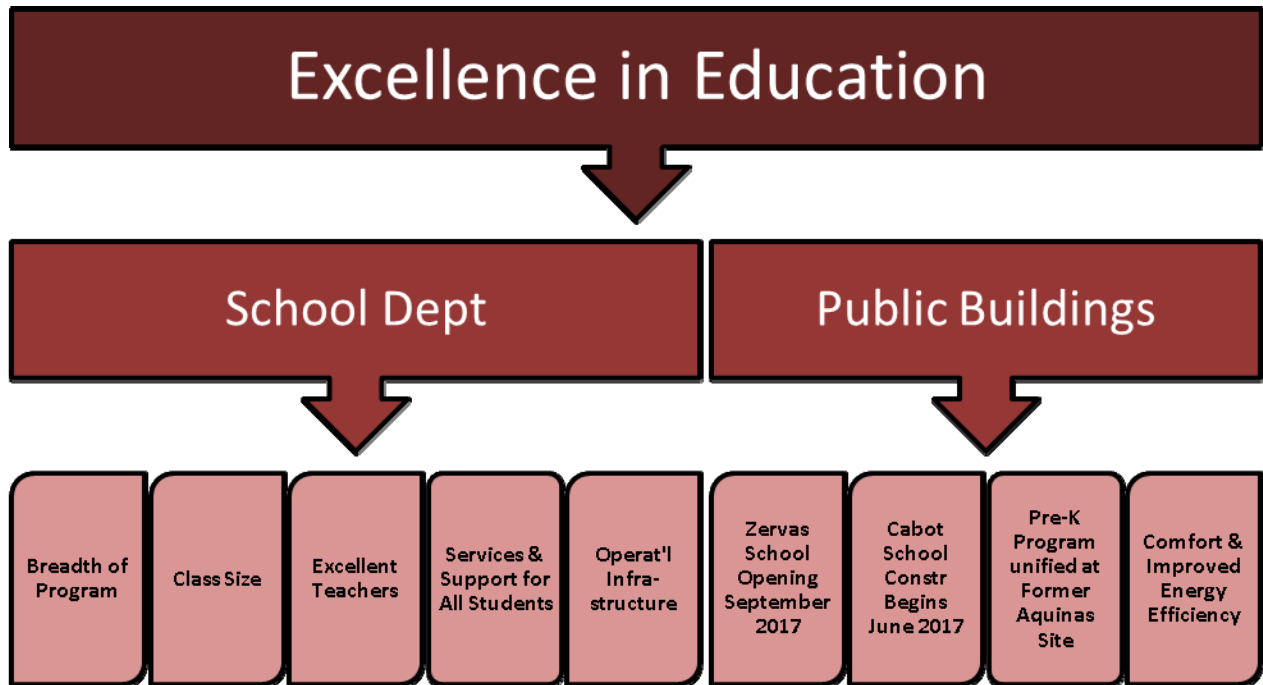 Excellence in Education
School Dept
Public Buildings
Breadth of
Program
Class Size
Excellent
Teachers
Services &
Support for
All Students
Operat'l
Infra-
structure
Zervas
School
Opening
September
2017
Cabot
School
Constr
Begins
June 2017
Pre-K
Program
unified at
Former
Aquinas
Site
Comfort &
Improved
Energy
Efficiency